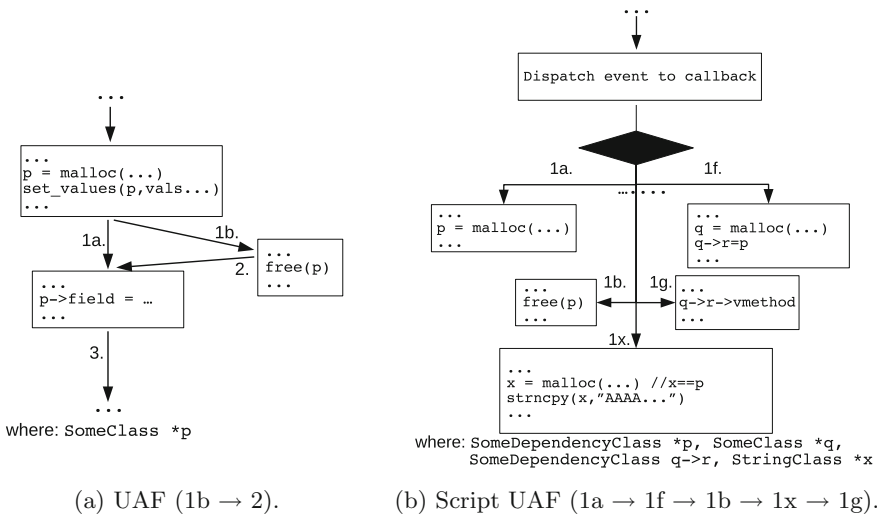 ...
p = malloc(...)
set_values(p,vals...)
...
1a.
1b.
2.
...
free(p)
...
...
p->field = …
...
3.
...
where: SomeClass *p
(a) UAF (1b → 2).
...
Dispatch event to callback
1a.
1f.
........
...
p = malloc(...)
...
...
q = malloc(...)
q->r=p
...
1b.
1g.
...
free(p)
...
...
q->r->vmethod
...
1x.
...
x = malloc(...) //x==p
strncpy(x,”AAAA...”)
...
where: SomeDependencyClass *p, SomeClass *q,
SomeDependencyClass q->r, StringClass *x
(b) Script UAF (1a → 1f → 1b → 1x → 1g).